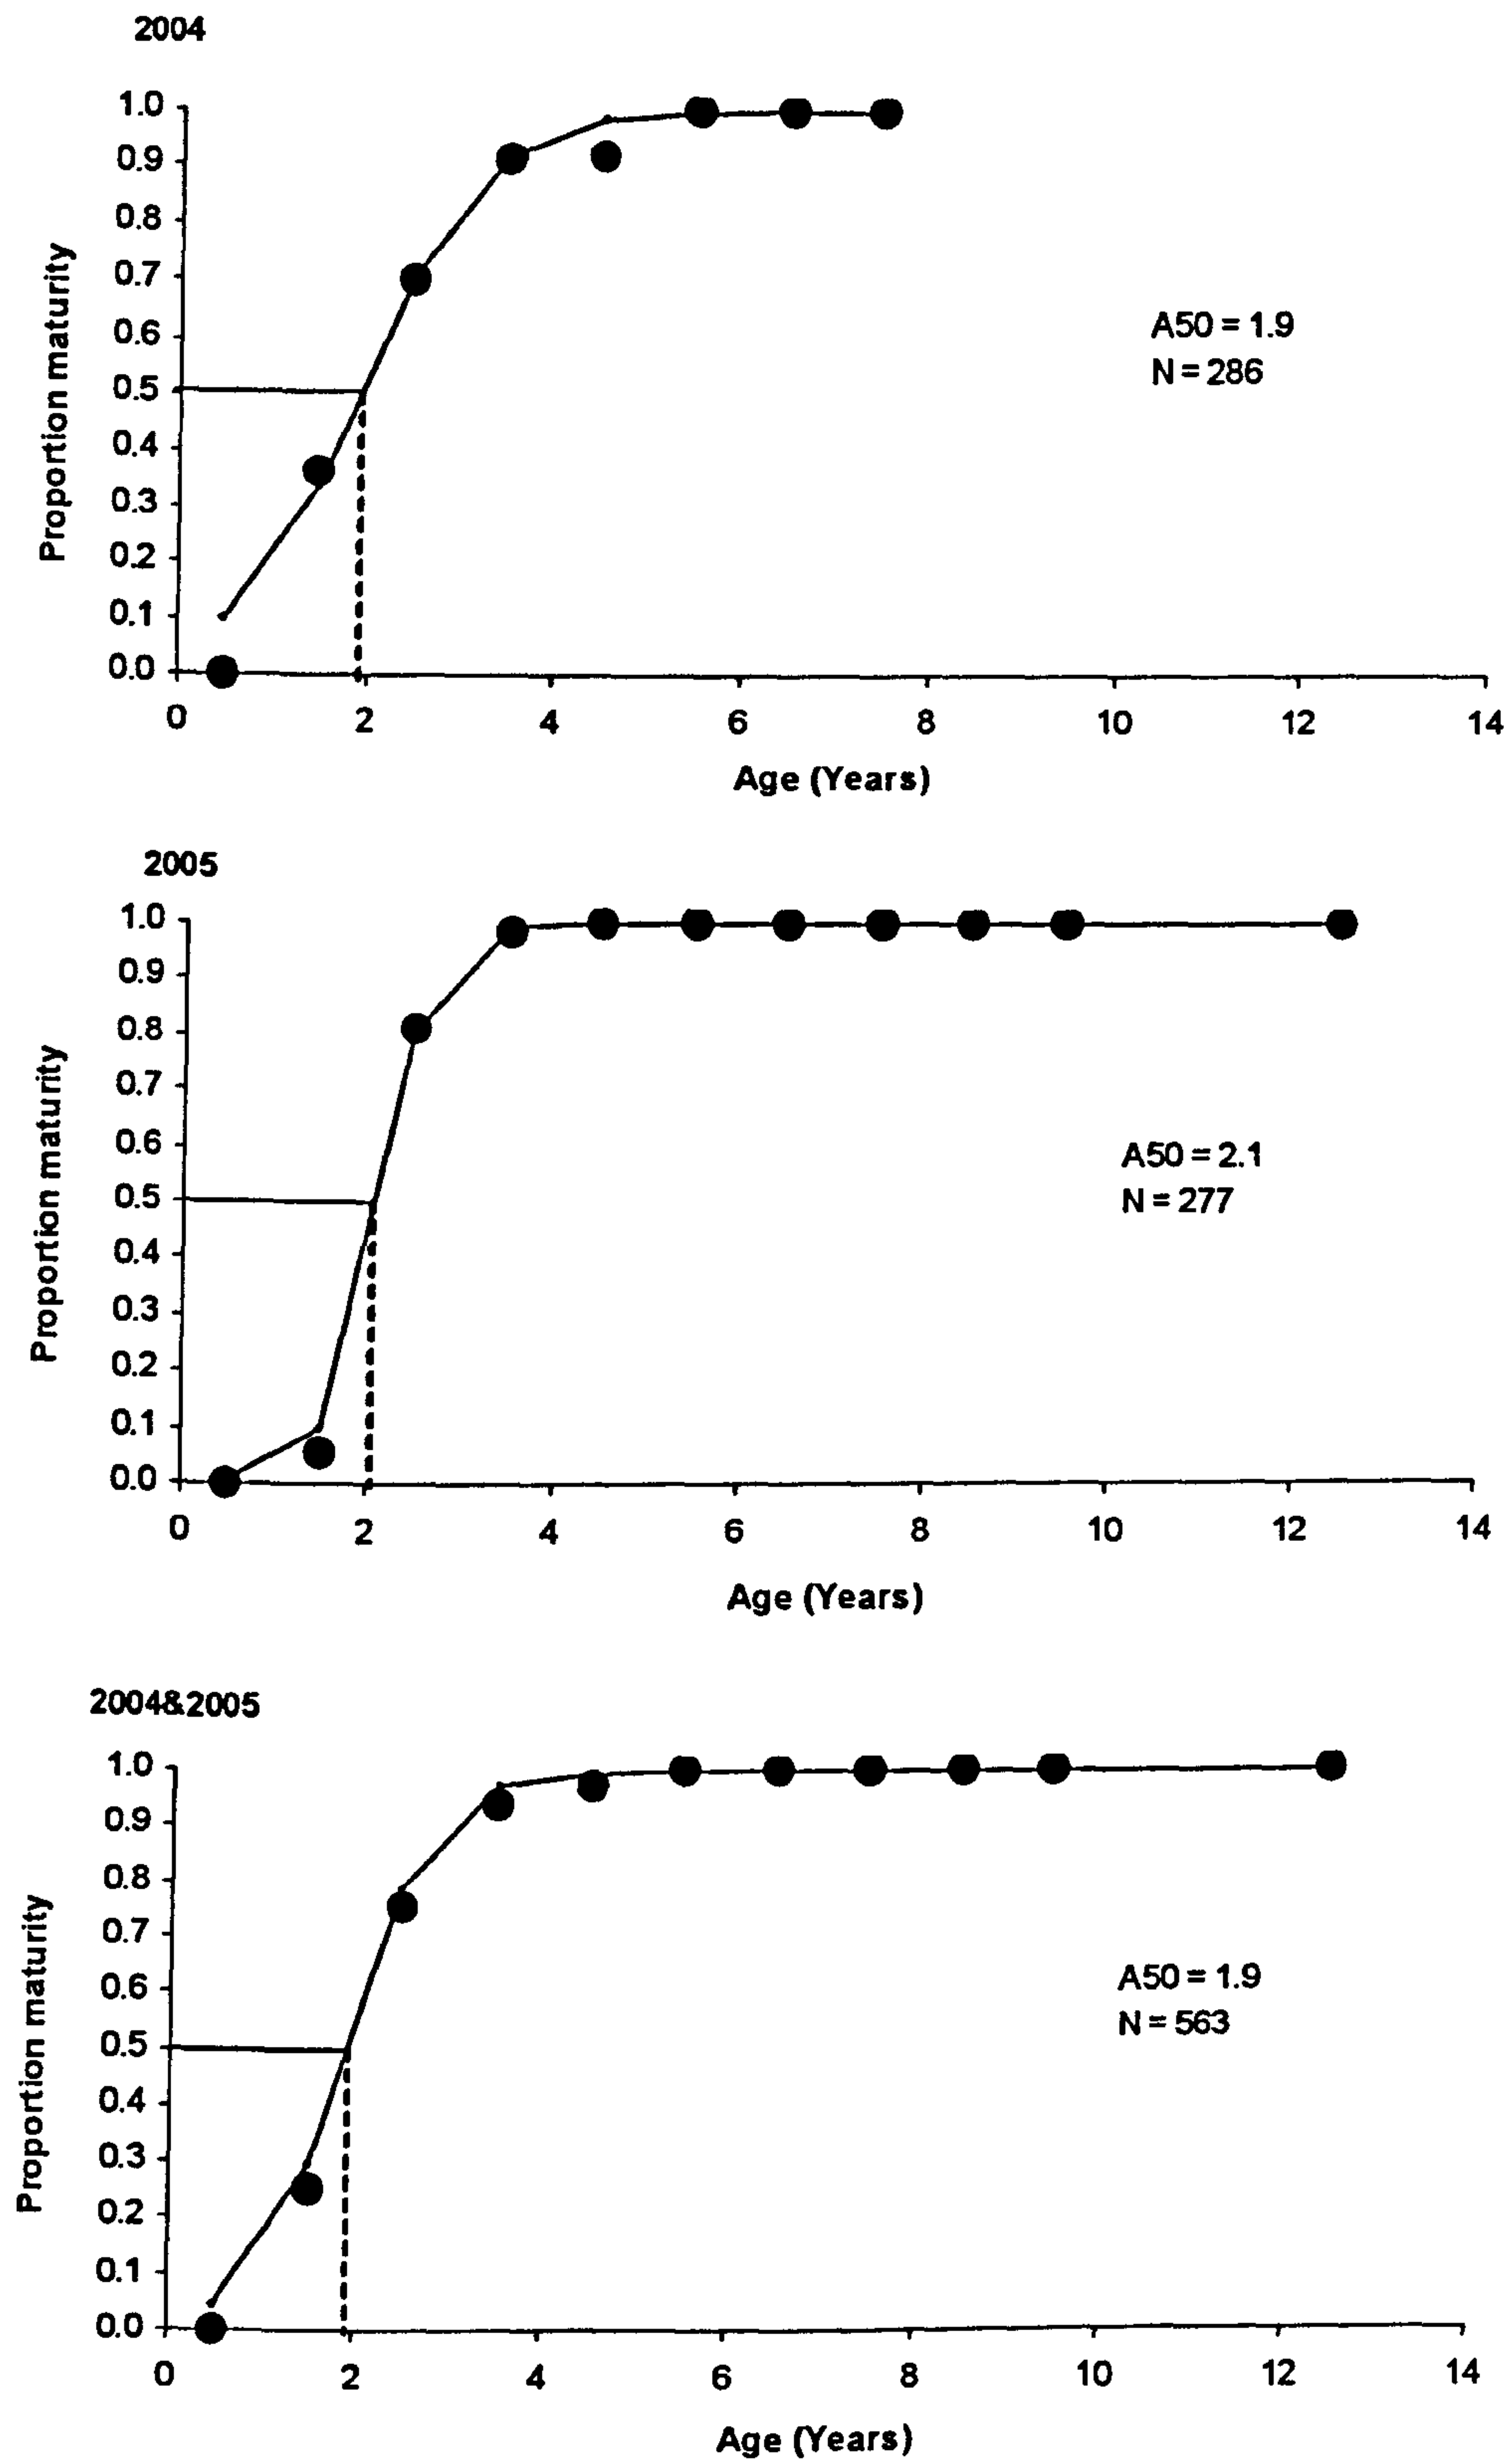 2004
1.0
0.9
0.8
0.7
0.6
0.5
0.4
0.3
0.2
0.1
0.0
Proportion maturity
A50 = 1.9
N = 286
0 2 4 6 8 10 12 14
Age (Years)
2005
1.0
0.9
0.8
0.7
0.6
0.5
0.4
0.3
0.2
0.1
0.0
Proportion maturity
A50 = 2.1
N = 277
0 2 4 6 8 10 12 14
Age (Years)
2004&2005
1.0
0.9
0.8
0.7
0.6
0.5
0.4
0.3
0.2
0.1
0.0
Proportion maturity
A50 = 1.9
N = 563
0 2 4 6 8 10 12 14
Age (Years)